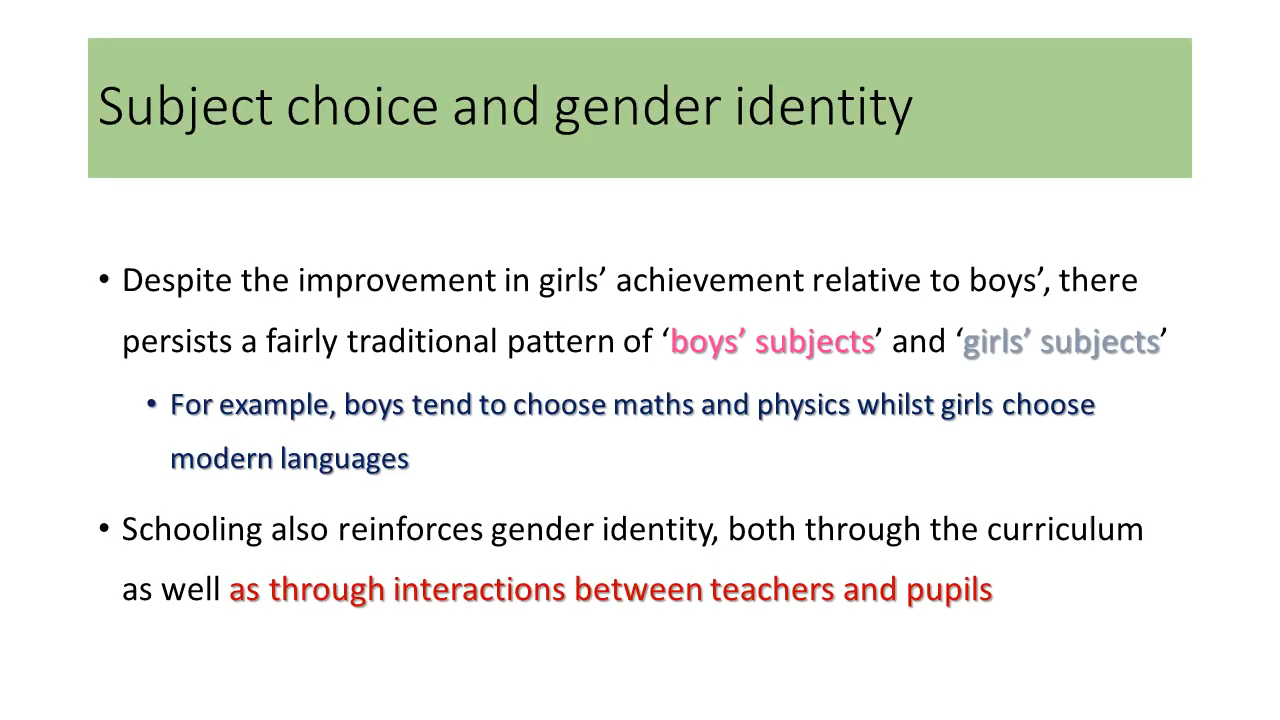 Subject choice and gender identity
• Despite the improvement in girls’ achievement relative to boys’, there
persists a fairly traditional pattern of ‘boys’ subjects’ and ‘girls’ subjects’
• For example, boys tend to choose maths and physics whilst girls choose
modern languages
• Schooling also reinforces gender identity, both through the curriculum
as well as through interactions between teachers and pupils